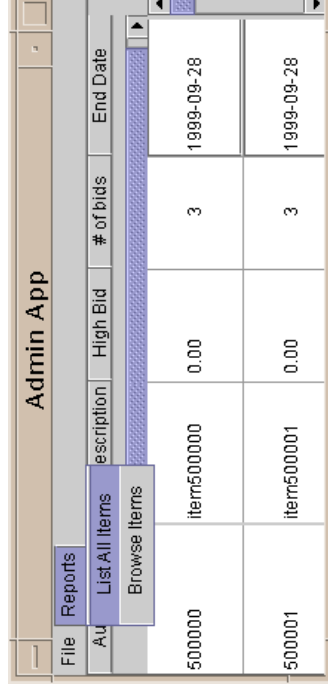 Admin App
File Reports
Au escription High Bid # of bids End Date
List All Items
Browse Items
500000 item500000 0.00 3 1999-09-28
500001 item500001 0.00 3 1999-09-28